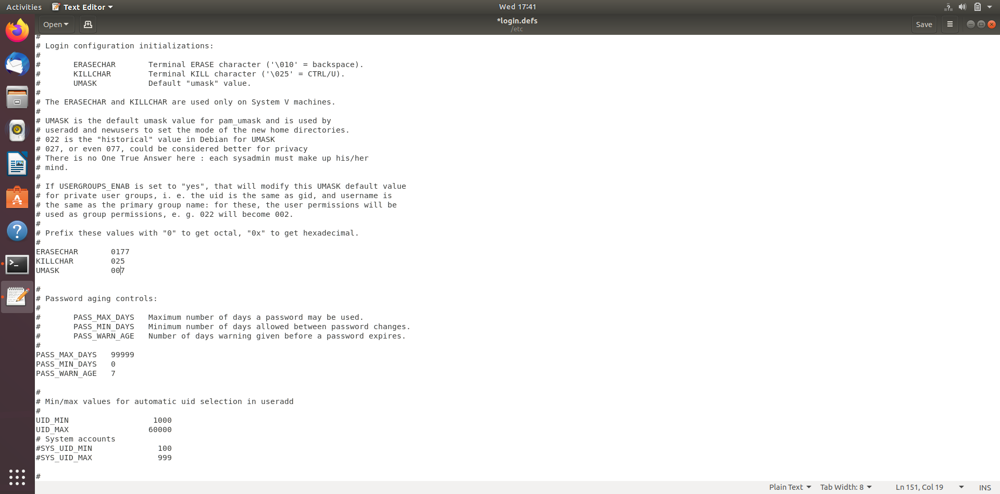 Activities Text Editor Wed 17:41
Open *login.defs Save
/etc
#
# Login configuration initializations:
#
#       ERASECHAR       Terminal ERASE character ('\010' = backspace).
#       KILLCHAR        Terminal KILL character ('\025' = CTRL/U).
#       UMASK           Default "umask" value.
#
# The ERASECHAR and KILLCHAR are used only on System V machines.
#
# UMASK is the default umask value for pam_umask and is used by
# useradd and newusers to set the mode of the new home directories.
# 022 is the "historical" value in Debian for UMASK
# 027, or even 077, could be considered better for privacy
# There is no One True Answer here : each sysadmin must make up his/her
# mind.
#
# If USERGROUPS_ENAB is set to "yes", that will modify this UMASK default value
# for private user groups, i. e. the uid is the same as gid, and username is
# the same as the primary group name: for these, the user permissions will be
# used as group permissions, e. g. 022 will become 002.
#
# Prefix these values with "0" to get octal, "0x" to get hexadecimal.
#
ERASECHAR       0177
KILLCHAR        025
UMASK           007
#
# Password aging controls:
#
#       PASS_MAX_DAYS   Maximum number of days a password may be used.
#       PASS_MIN_DAYS   Minimum number of days allowed between password changes.
#       PASS_WARN_AGE   Number of days warning given before a password expires.
#
PASS_MAX_DAYS   99999
PASS_MIN_DAYS   0
PASS_WARN_AGE   7
#
# Min/max values for automatic uid selection in useradd
#
UID_MIN                  1000
UID_MAX                 60000
# System accounts
#SYS_UID_MIN              100
#SYS_UID_MAX              999
#
Plain Text Tab Width: 8 Ln 151, Col 19 INS